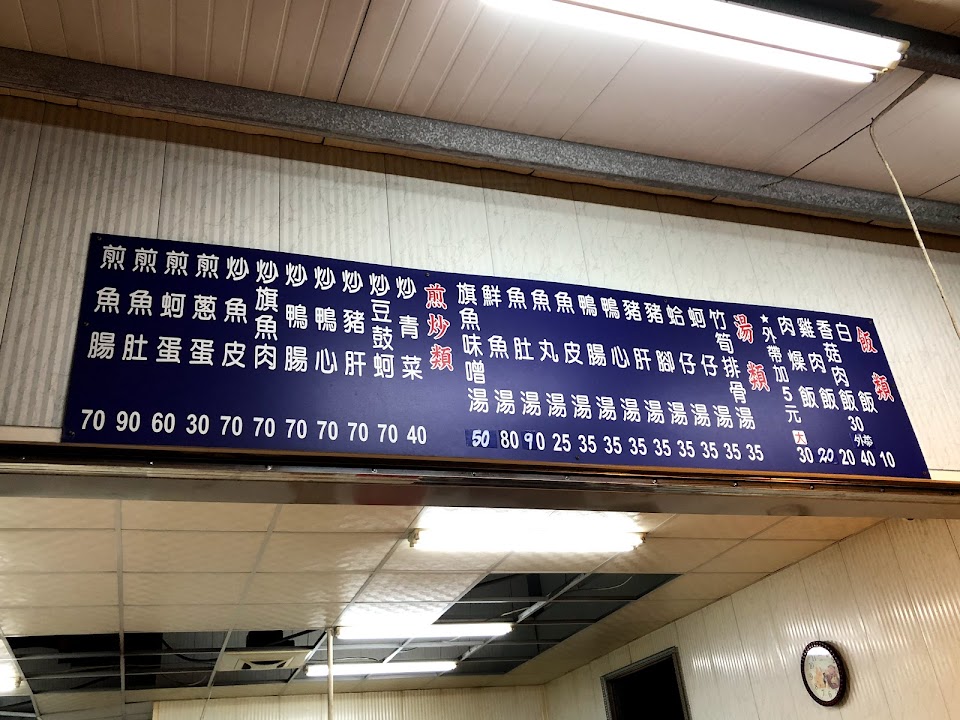 飯類
白飯 10
香菇肉飯 30 外帶 40
雞肉飯 20
肉燥飯 20
★外帶加5元 大 30
湯類
竹筍排骨湯 35
蚵仔湯 35
蛤仔湯 35
豬腳湯 35
豬肝湯 35
鴨心湯 35
鴨腸湯 35
魚皮湯 35
魚丸湯 25
魚肚湯 90
鮮魚湯 80
旗魚味噌湯 50
煎炒類
炒青菜 40
炒豆鼓蚵 70
炒豬肝 70
炒鴨心 70
炒鴨腸 70
炒旗魚肉 70
炒魚皮 70
煎蔥蛋 30
煎蚵蛋 60
煎魚肚 90
煎魚腸 70